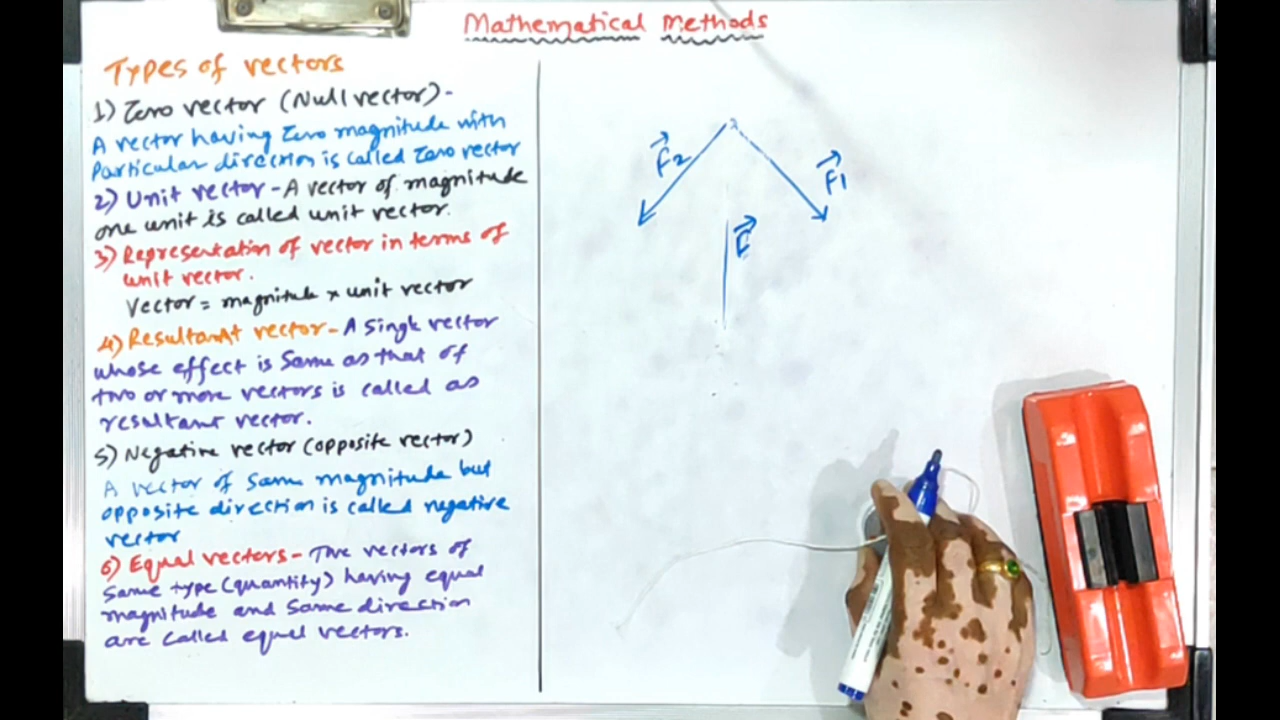 Mathematical Methods
Types of vectors
1) Zero vector (Null vector)-
A vector having Zero magnitude with
Particular direction is called Zero vector
2) Unit vector - A vector of magnitude
one unit is called unit vector.
3) Representation of vector in terms of
unit vector.
Vector = magnitude x unit vector
4) Resultant vector - A single vector
whose effect is same as that of
two or more vectors is called as
resultant vector.
5) Negative vector (opposite vector)
A vector of same magnitude but
opposite direction is called negative
vector
6) Equal vectors - The vectors of
same type (quantity) having equal
magnitude and same direction
are called equal vectors.
F2
F1